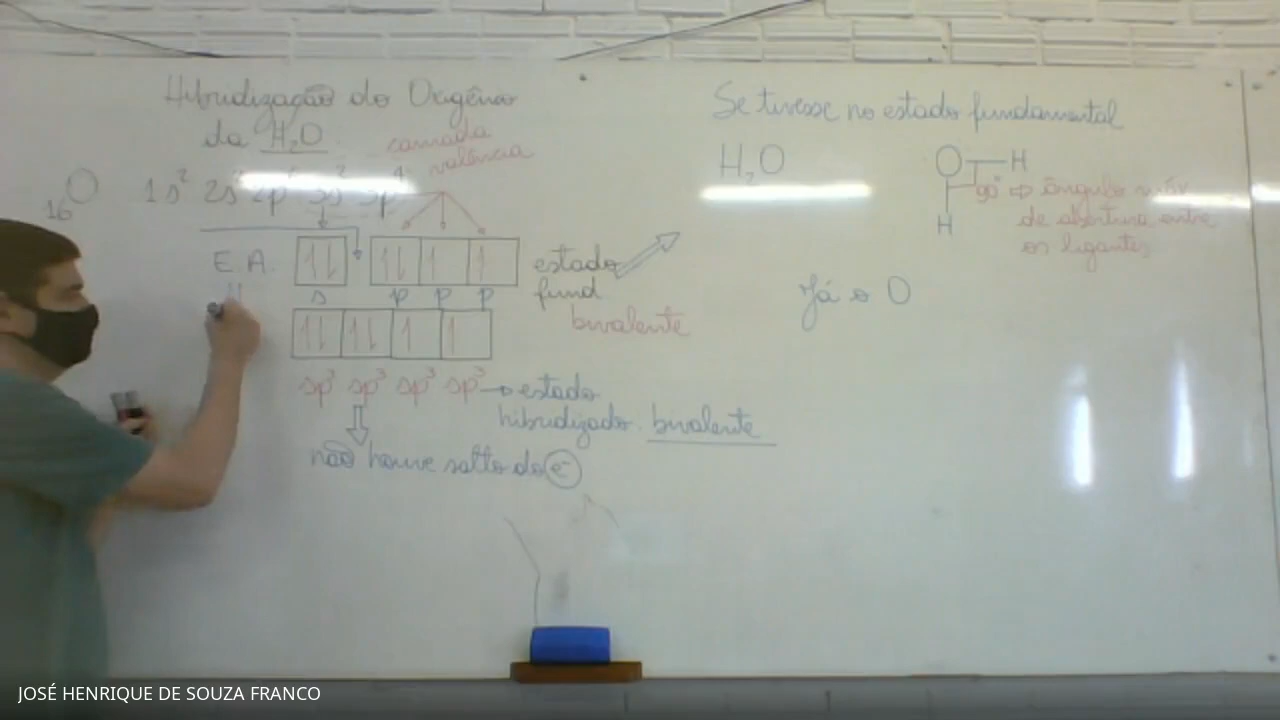 Hibridização do Oxigênio
da H₂O
camada
valência
₁₆O 1s² 2s² 2p⁶ 3s² 3p⁴
E.A.
s p p p
estado
fund
bivalente
sp³ sp³ sp³ sp³ → estado
hibridizado. bivalente
não houve salto do e⁻
Se tivesse no estado fundamental
H₂O
O H
90° ⇨ ângulo
H
de abertura entre
os ligantes
Já o O
JOSÉ HENRIQUE DE SOUZA FRANCO